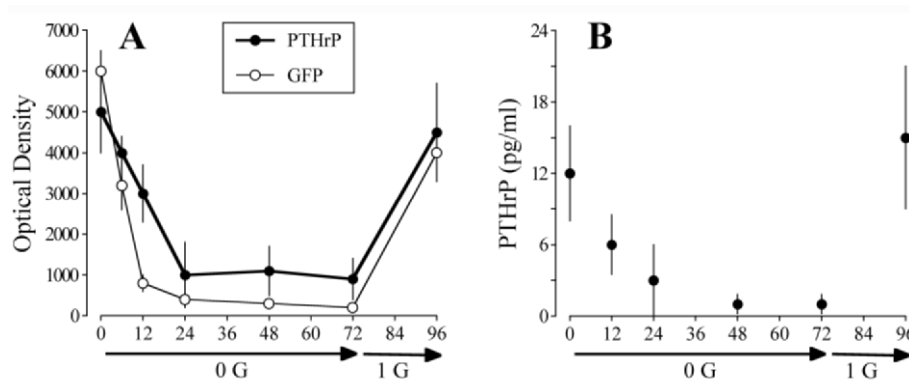 A
PTHrP
GFP
Optical Density
7000
6000
5000
4000
3000
2000
1000
0
0 12 24 36 48 60 72 84 96
0 G 1 G
B
PTHrP (pg/ml)
24
18
12
6
0
0 12 24 36 48 60 72 84 96
0 G 1 G